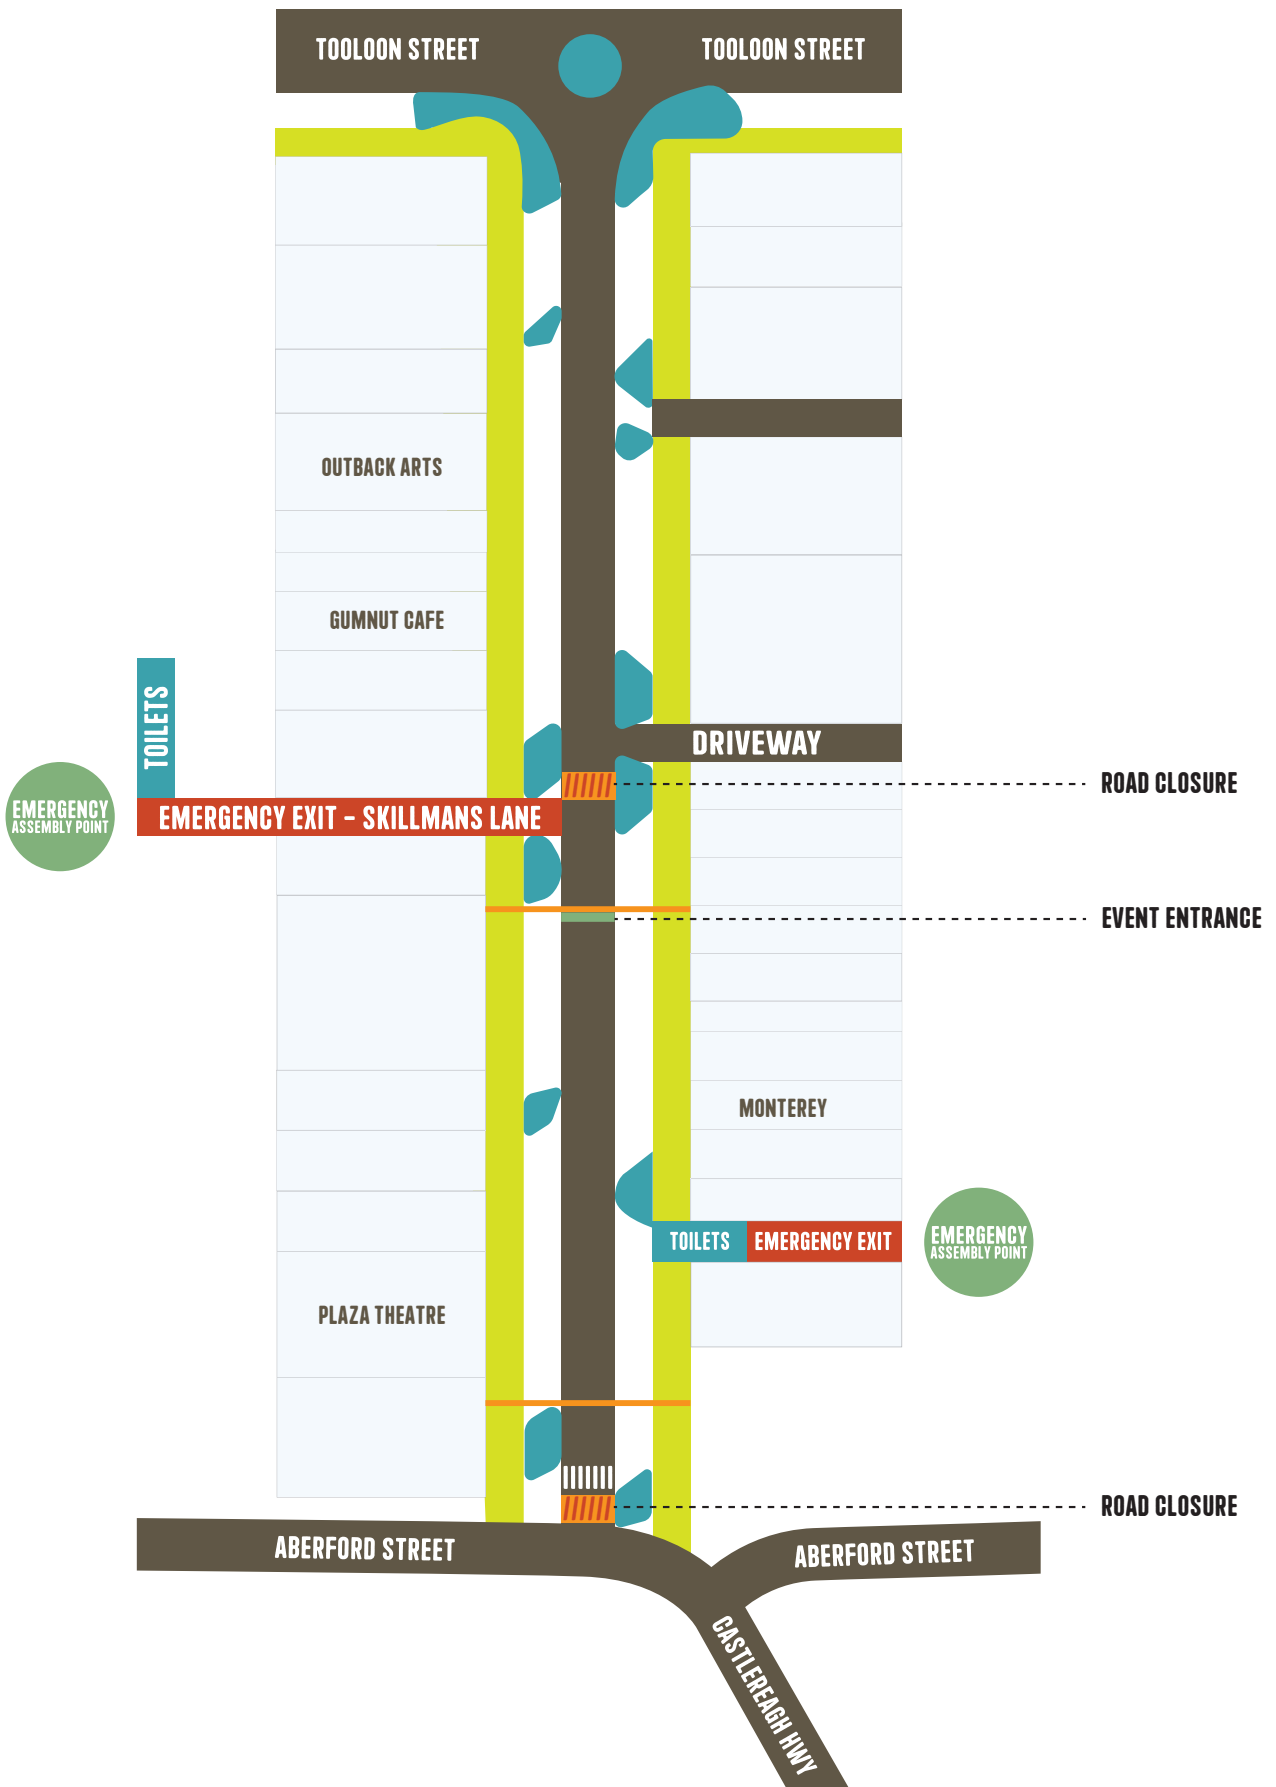 TOOLOON STREET
TOOLOON STREET
OUTBACK ARTS
GUMNUT CAFE
TOILETS
DRIVEWAY
ROAD CLOSURE
EMERGENCY
ASSEMBLY POINT
EMERGENCY EXIT – SKILLMANS LANE
EVENT ENTRANCE
MONTEREY
TOILETS
EMERGENCY EXIT
EMERGENCY
ASSEMBLY POINT
PLAZA THEATRE
ROAD CLOSURE
ABERFORD STREET
ABERFORD STREET
CASTLEREAGH HWY